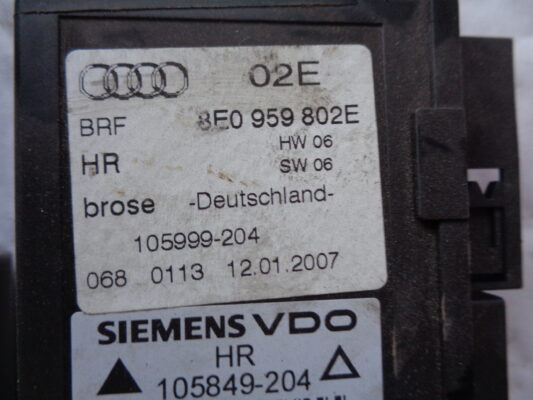 02E
BRF 8E0 959 802E
HW 06
HR SW 06
brose -Deutschland-
105999-204
068 0113 12.01.2007
SIEMENS VDO
HR
105849-204